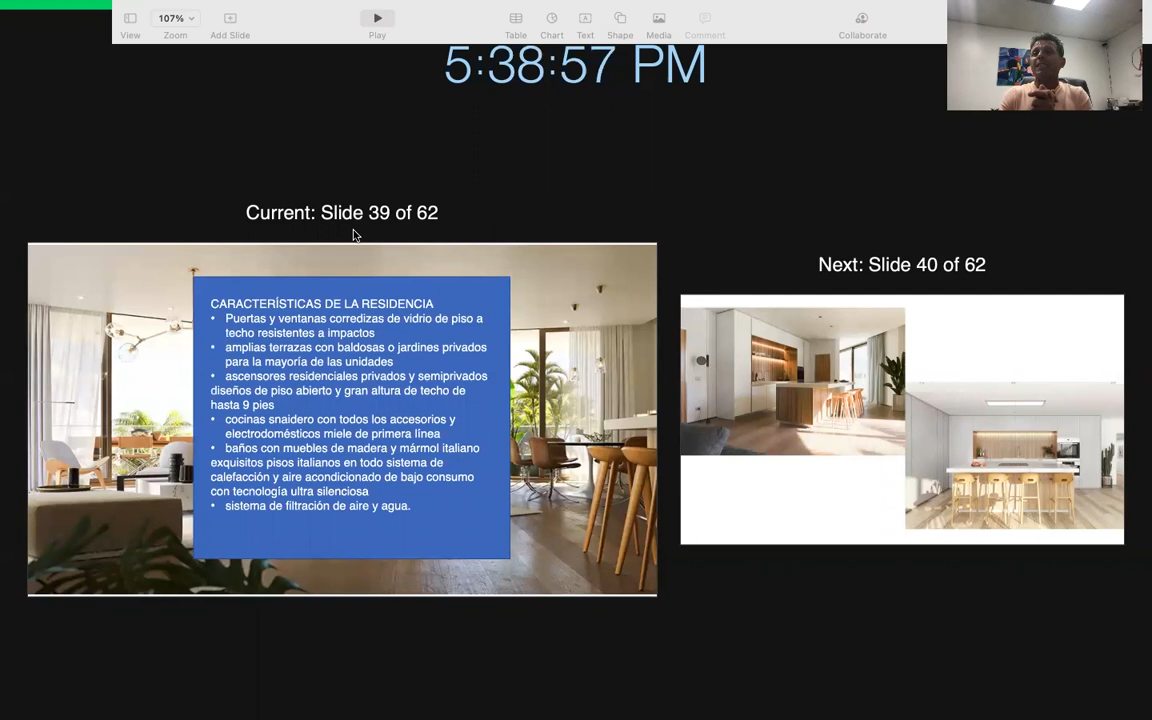 107%
View
Zoom
Add Slide
Play
Table
Chart
Text
Shape
Media
Comment
Collaborate
5:38:57 PM
Current: Slide 39 of 62
CARACTERÍSTICAS DE LA RESIDENCIA
• Puertas y ventanas corredizas de vidrio de piso a
techo resistentes a impactos
• amplias terrazas con baldosas o jardines privados
para la mayoría de las unidades
• ascensores residenciales privados y semiprivados
diseños de piso abierto y gran altura de techo de
hasta 9 pies
• cocinas snaidero con todos los accesorios y
electrodomésticos miele de primera línea
• baños con muebles de madera y mármol italiano
exquisitos pisos italianos en todo sistema de
calefacción y aire acondicionado de bajo consumo
con tecnología ultra silenciosa
• sistema de filtración de aire y agua.
Next: Slide 40 of 62